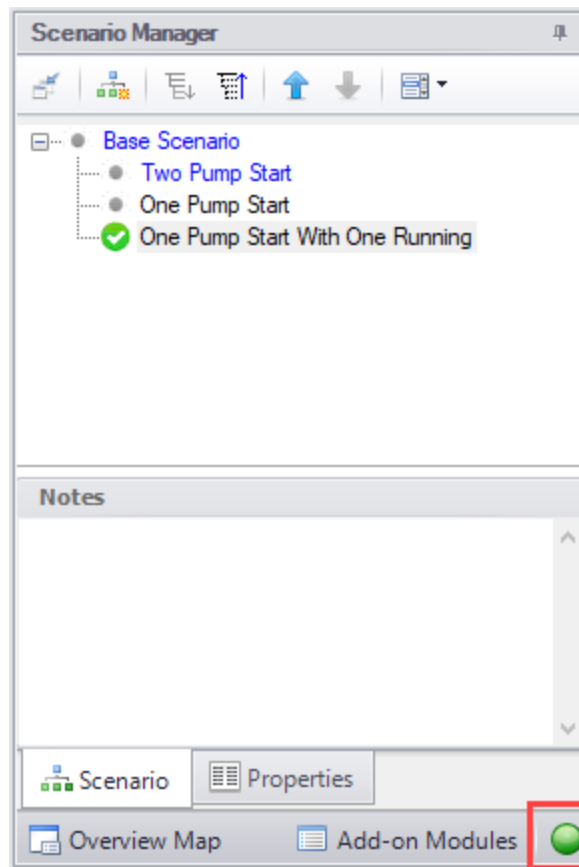 Scenario Manager
Base Scenario
Two Pump Start
One Pump Start
One Pump Start With One Running
Notes
Scenario Properties
Overview Map Add-on Modules